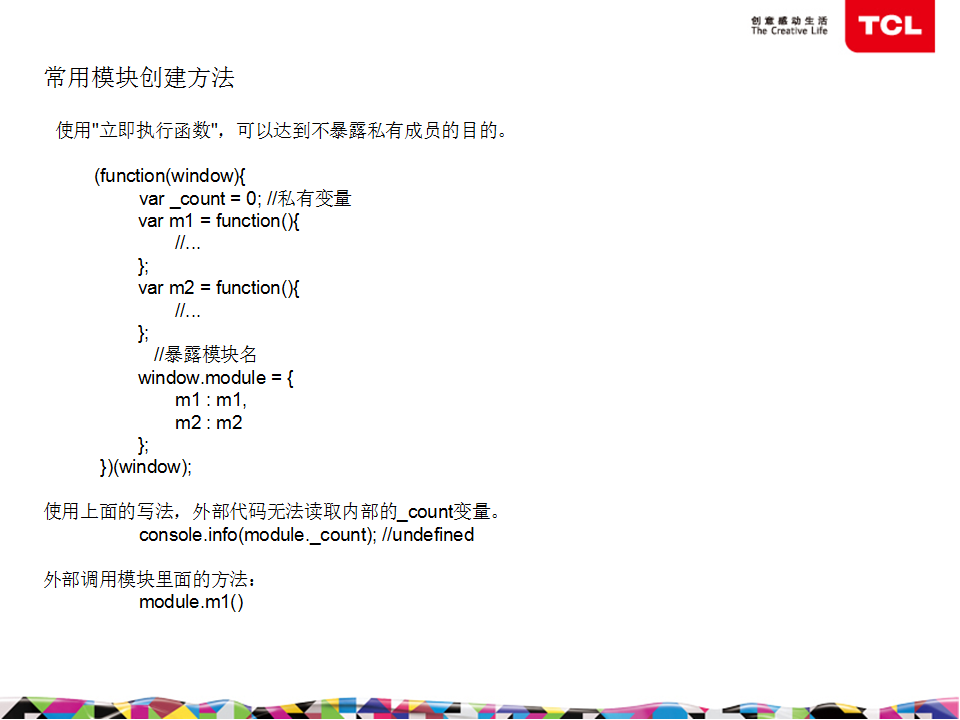 创意感动生活
The Creative Life
TCL
常用模块创建方法
使用"立即执行函数"，可以达到不暴露私有成员的目的。
(function(window){
var _count = 0; //私有变量
var m1 = function(){
//...
};
var m2 = function(){
//...
};
//暴露模块名
window.module = {
m1 : m1,
m2 : m2
};
})(window);
使用上面的写法，外部代码无法读取内部的_count变量。
console.info(module._count); //undefined
外部调用模块里面的方法：
module.m1()